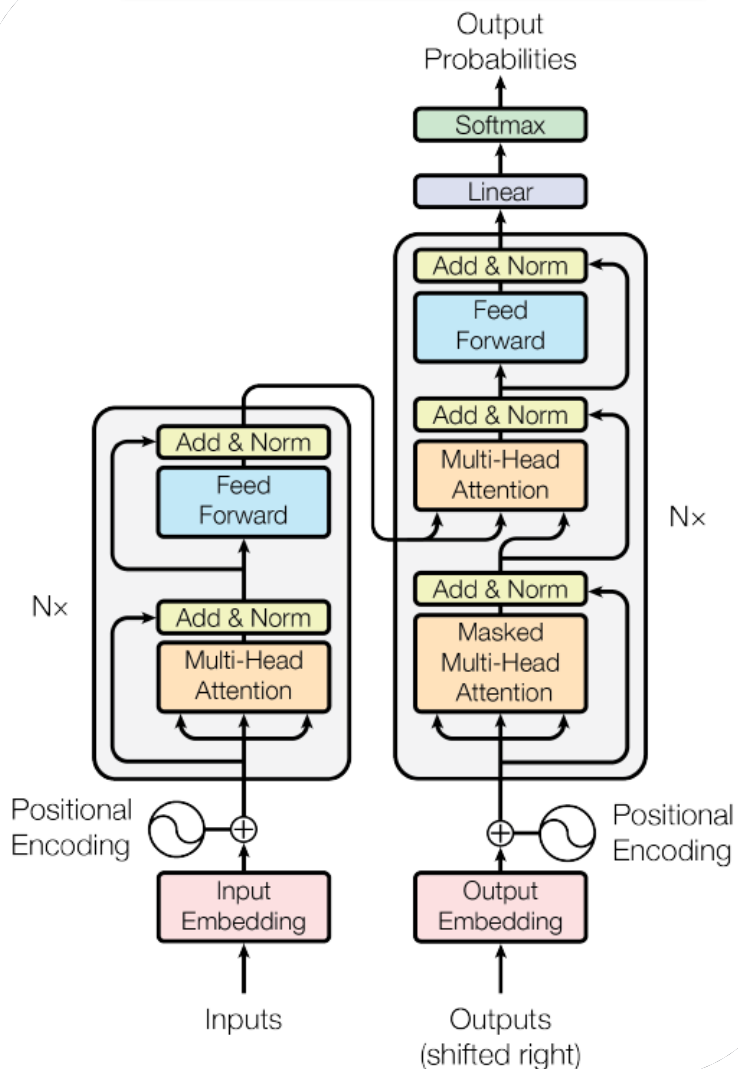 Output
Probabilities
Softmax
Linear
Add & Norm
Feed
Forward
Add & Norm
Multi-Head
Attention
N×
Add & Norm
Masked
Multi-Head
Attention
Add & Norm
Feed
Forward
N×
Add & Norm
Multi-Head
Attention
Positional
Encoding
Positional
Encoding
Input
Embedding
Output
Embedding
Inputs
Outputs
(shifted right)